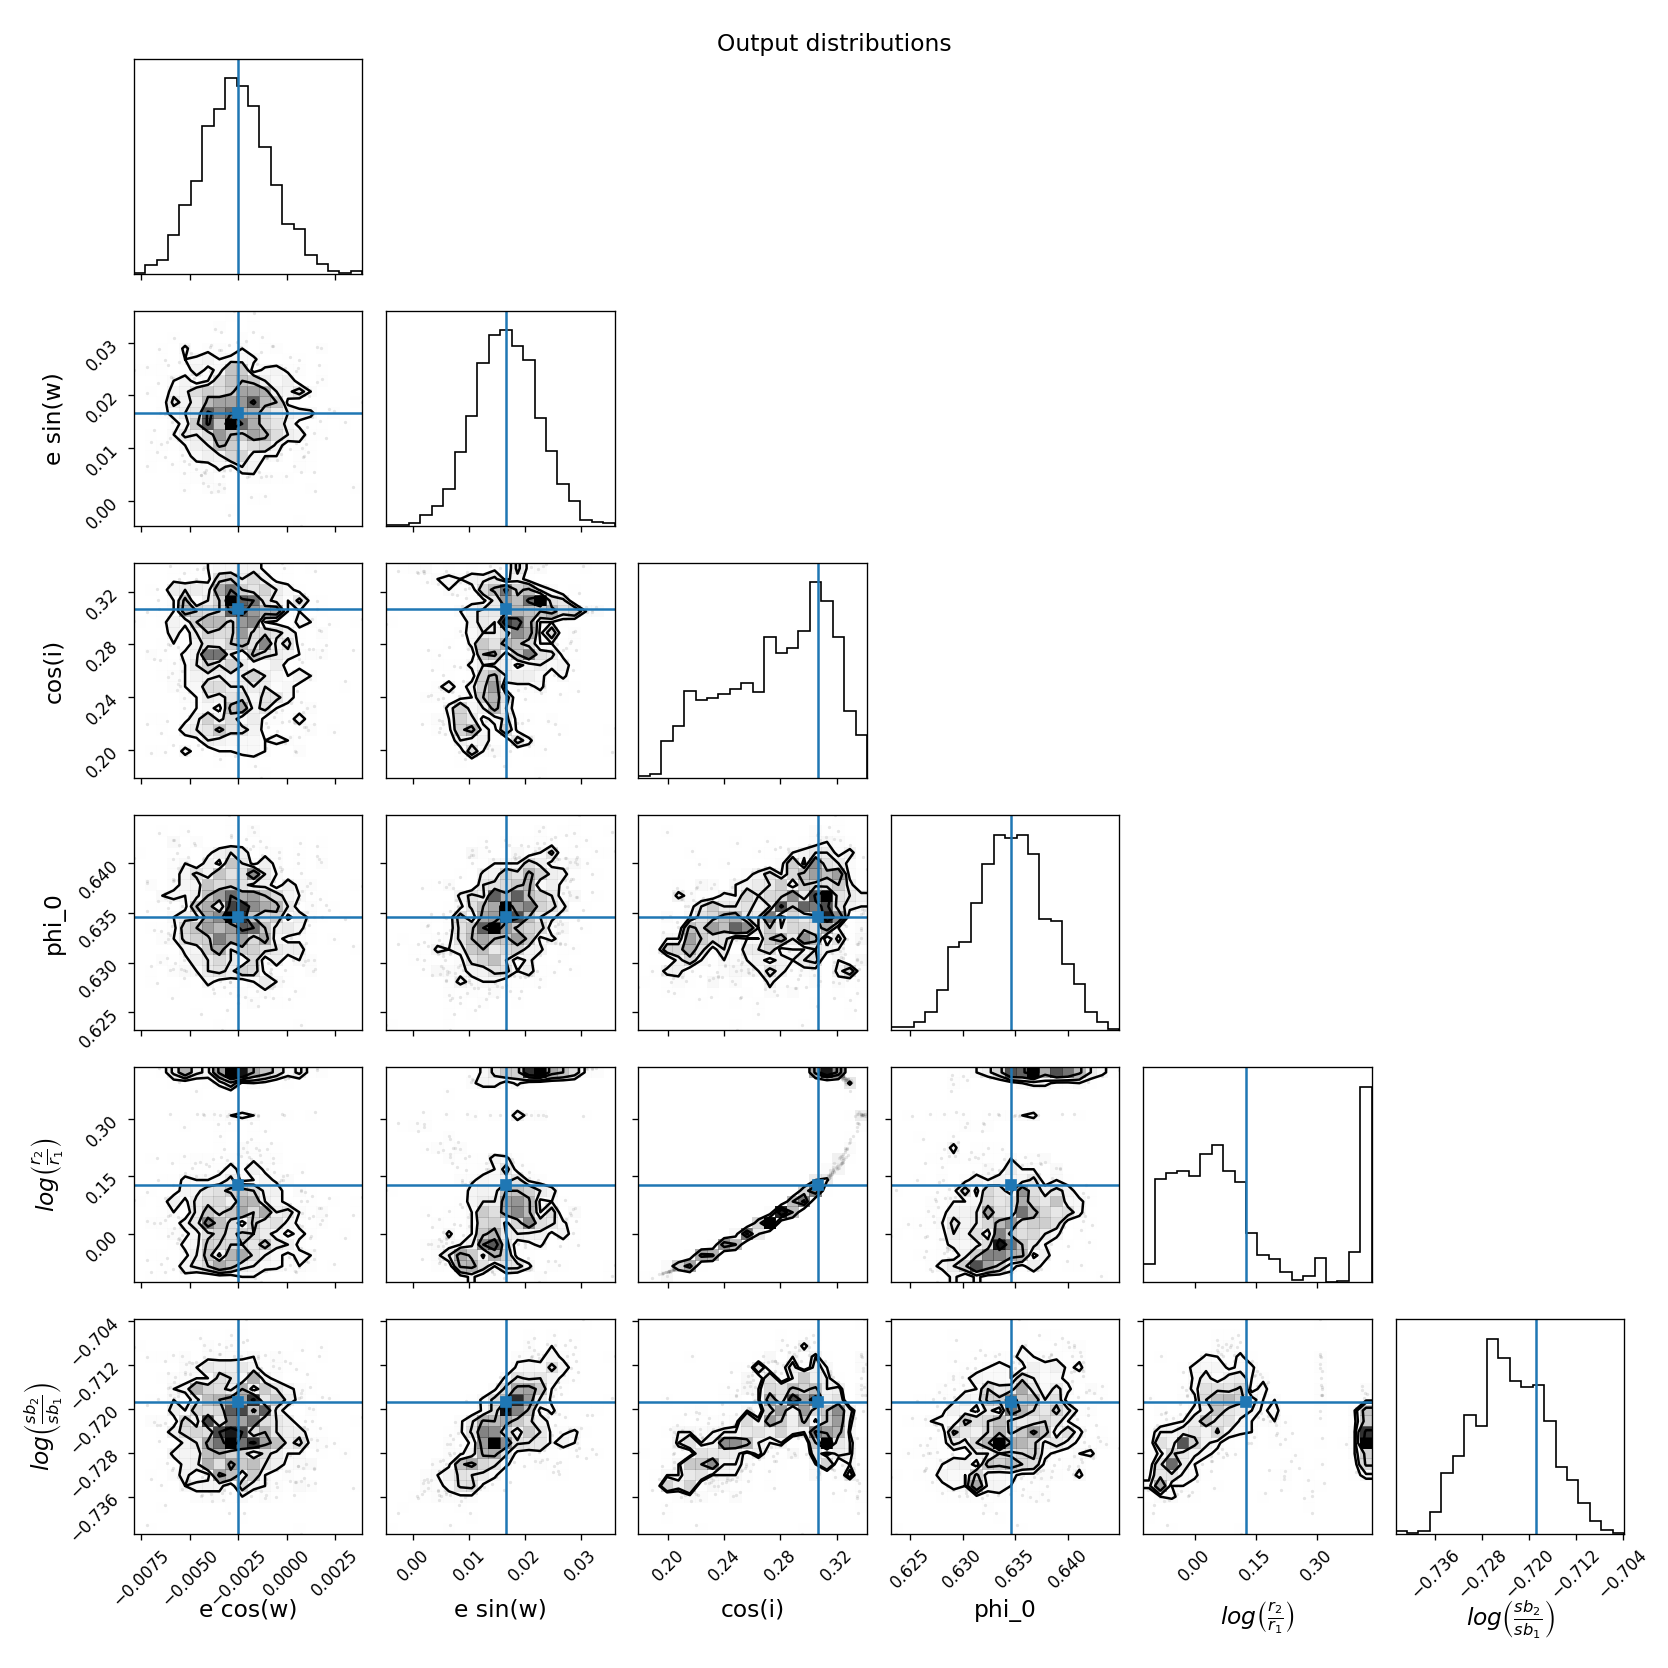 Output distributions
0.03
0.02
0.01
0.00
e sin(w)
0.32
0.28
0.24
0.20
cos(i)
0.640
0.635
0.630
0.625
phi_0
0.30
0.15
0.00
log(r2/r1)
−0.704
−0.712
−0.720
−0.728
−0.736
log(sb2/sb1)
−0.0075 −0.0050 −0.0025 0.0000 0.0025
0.00 0.01 0.02 0.03
0.20 0.24 0.28 0.32
0.625 0.630 0.635 0.640
0.00 0.15 0.30
−0.736 −0.728 −0.720 −0.712 −0.704
e cos(w)
e sin(w)
cos(i)
phi_0
log(r2/r1)
log(sb2/sb1)